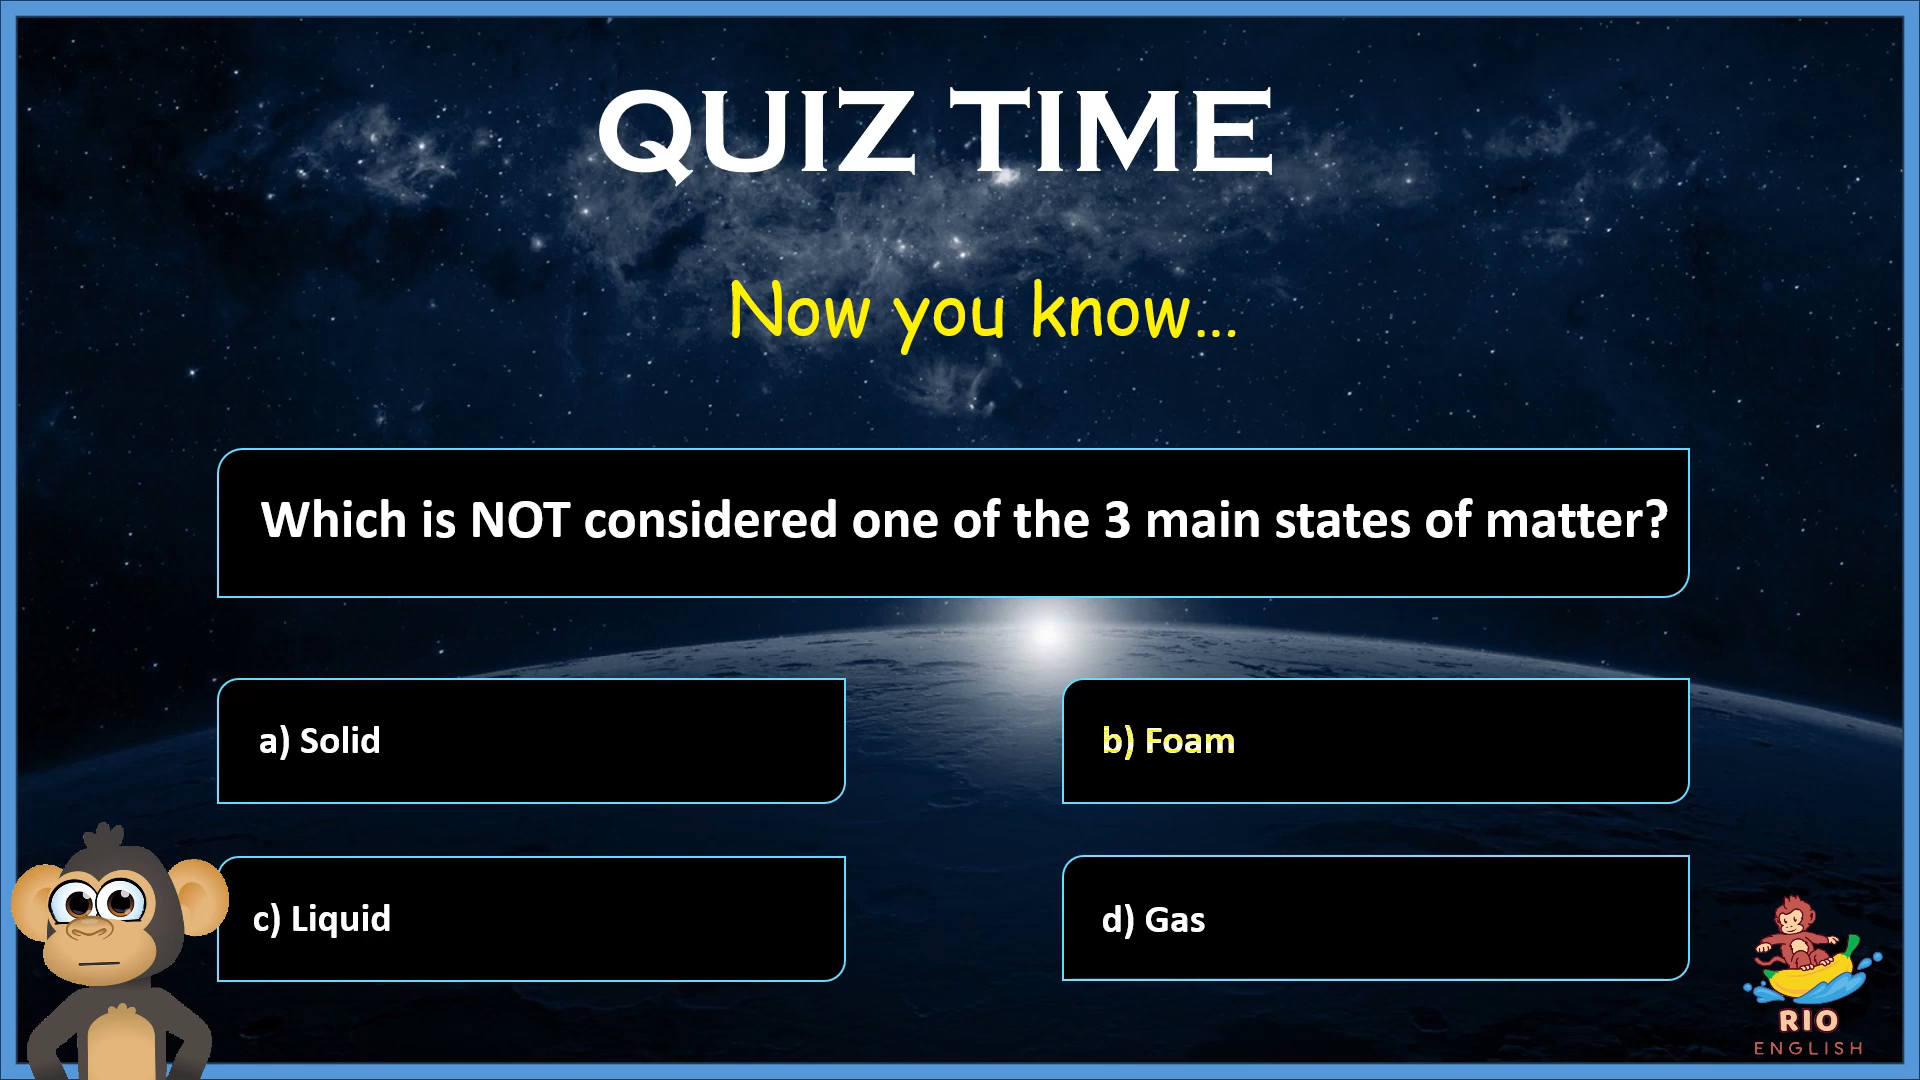 QUIZ TIME
Now you know...
Which is NOT considered one of the 3 main states of matter?
a) Solid
b) Foam
c) Liquid
d) Gas
RIO
ENGLISH